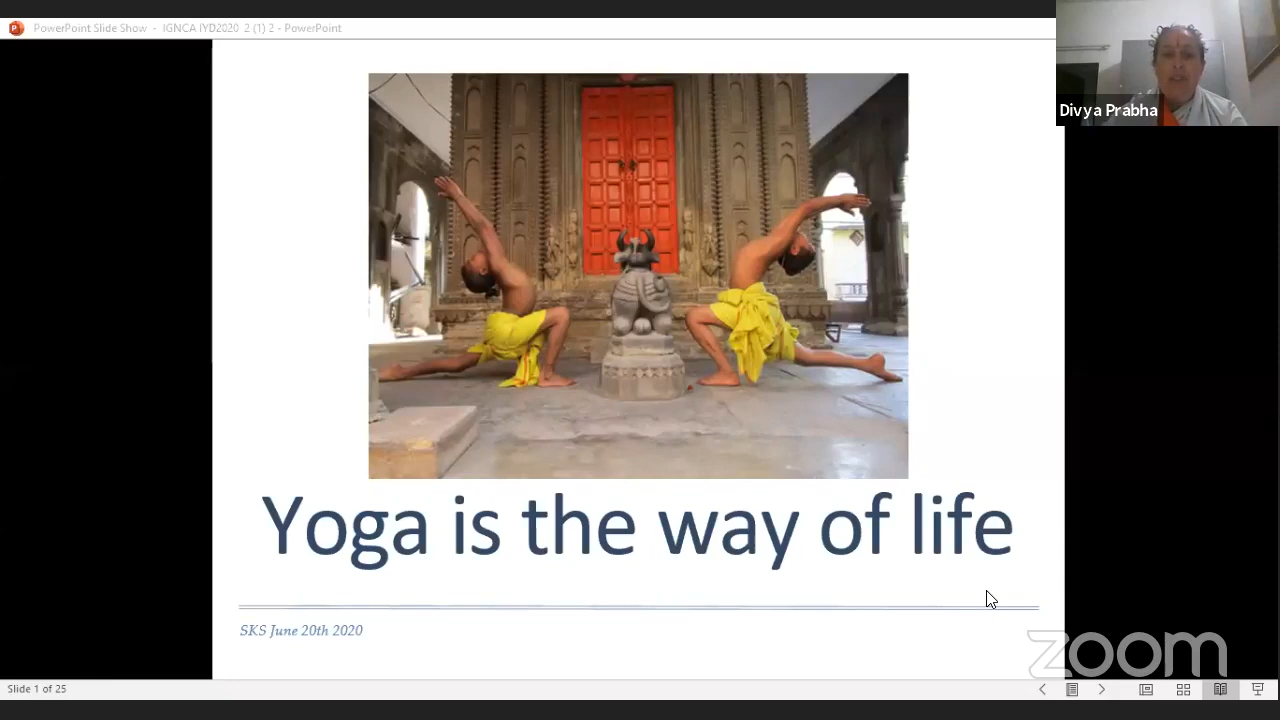 PowerPoint Slide Show - IGNCA IYD2020 2 (1) 2 - PowerPoint
Divya Prabha
Yoga is the way of life
SKS June 20th 2020
zoom
Slide 1 of 25